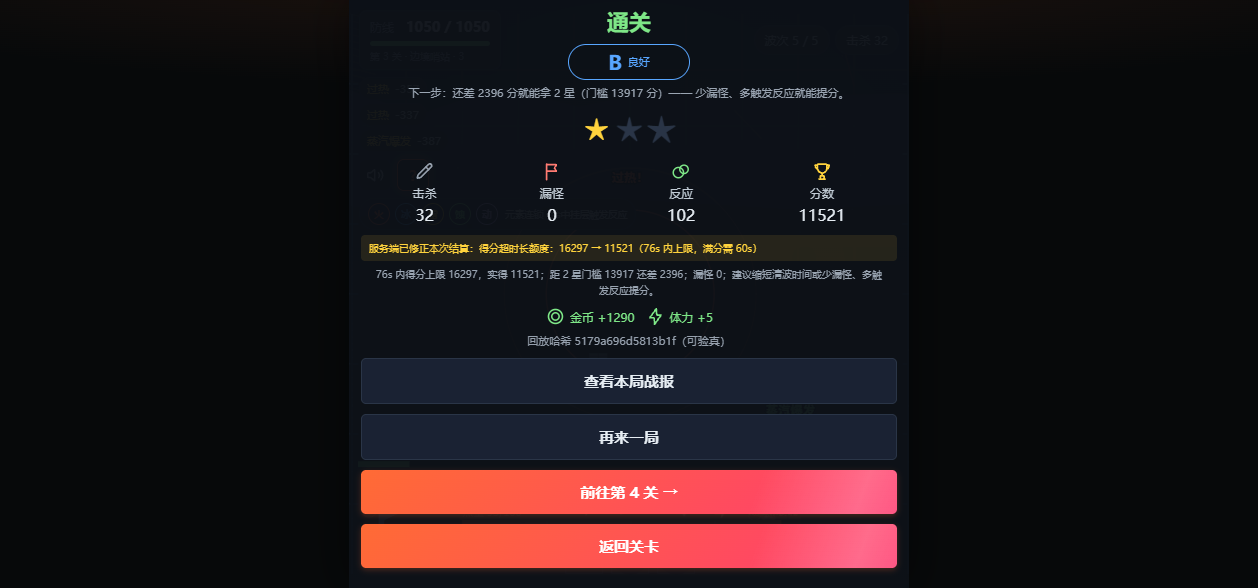 1050 / 1050
通关
B 良好
下一步：还差 2396 分就能拿 2 星（门槛 13917 分）—— 少漏怪、多触发反应就能提分。
击杀 漏怪 反应 分数
32 0 102 11521
服务端已修正本次结算：得分超时长额度：16297 → 11521（76s 内上限，满分需 60s）
76s 内得分上限 16297，实得 11521；距 2 星门槛 13917 还差 2396；漏怪 0；建议缩短清波时间或少漏怪、多触
发反应提分。
金币 +1290 体力 +5
回放哈希 5179a696d5813b1f（可验真）
查看本局战报
再来一局
前往第 4 关 →
返回关卡